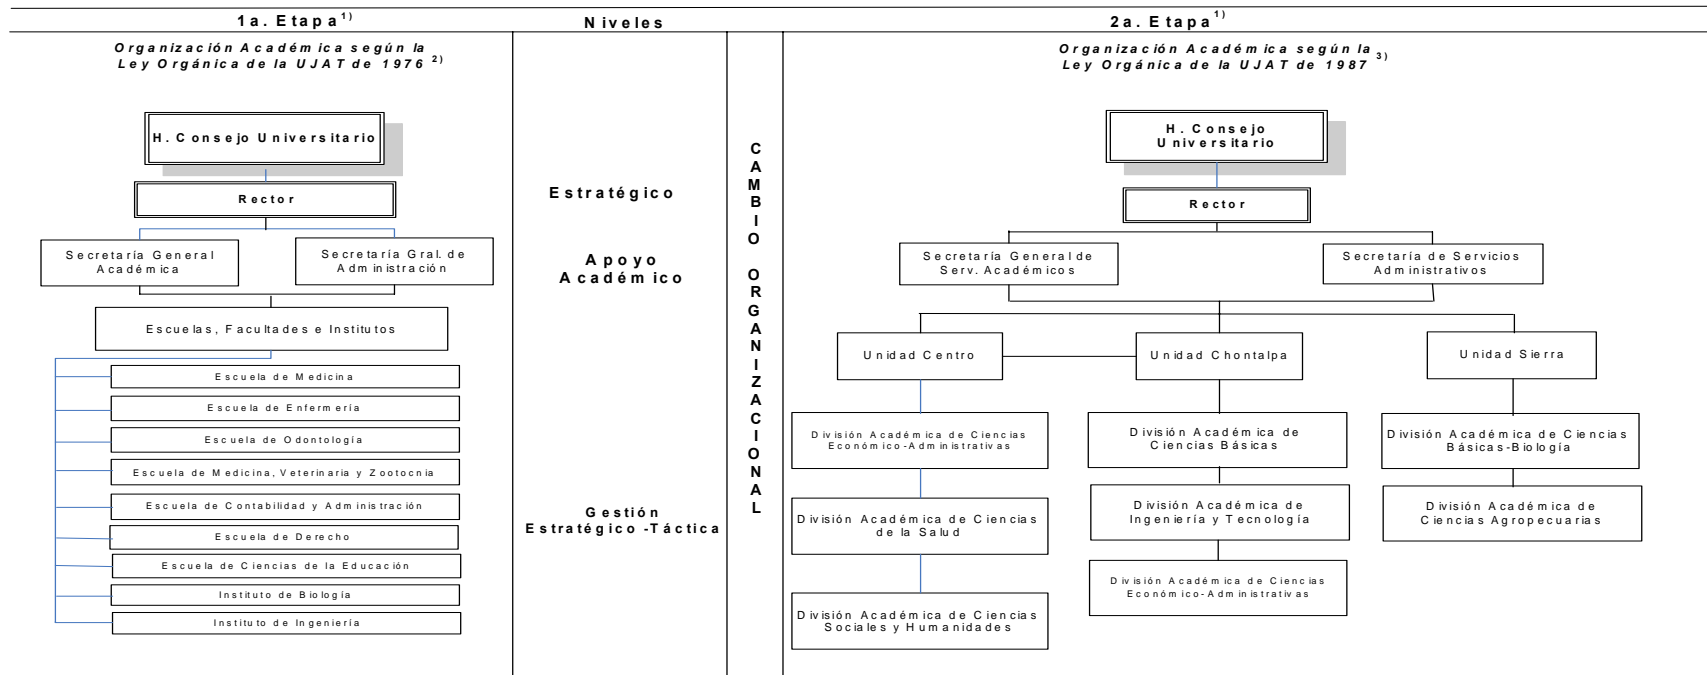 1a. Etapa 1)
Niveles
2a. Etapa 1)
Organización Académica según la
Ley Orgánica de la UJAT de 1976 2)
H. Consejo Universitario
Rector
Secretaría General
Académica
Secretaría Gral. de
Administración
Escuelas, Facultades e Institutos
Escuela de Medicina
Escuela de Enfermería
Escuela de Odontología
Escuela de Medicina, Veterinaria y Zootocnia
Escuela de Contabilidad y Administración
Escuela de Derecho
Escuela de Ciencias de la Educación
Instituto de Biología
Instituto de Ingeniería
Estratégico
Apoyo
Académico
Gestión
Estratégico -Táctica
CAMBIO ORGANIZACIONAL
Organización Académica según la
Ley Orgánica de la UJAT de 1987 3)
H. Consejo
Universitario
Rector
Secretaría General de
Serv. Académicos
Secretaría de Servicios
Administrativos
Unidad Centro
Unidad Chontalpa
Unidad Sierra
División Académica de Ciencias
Económico-Administrativas
División Académica de Ciencias
de la Salud
División Académica de Ciencias
Sociales y Humanidades
División Académica de
Ciencias Básicas
División Académica de
Ingeniería y Tecnología
División Académica de Ciencias
Económico-Administrativas
División Académica de Ciencias
Básicas-Biología
División Académica de
Ciencias Agropecuarias